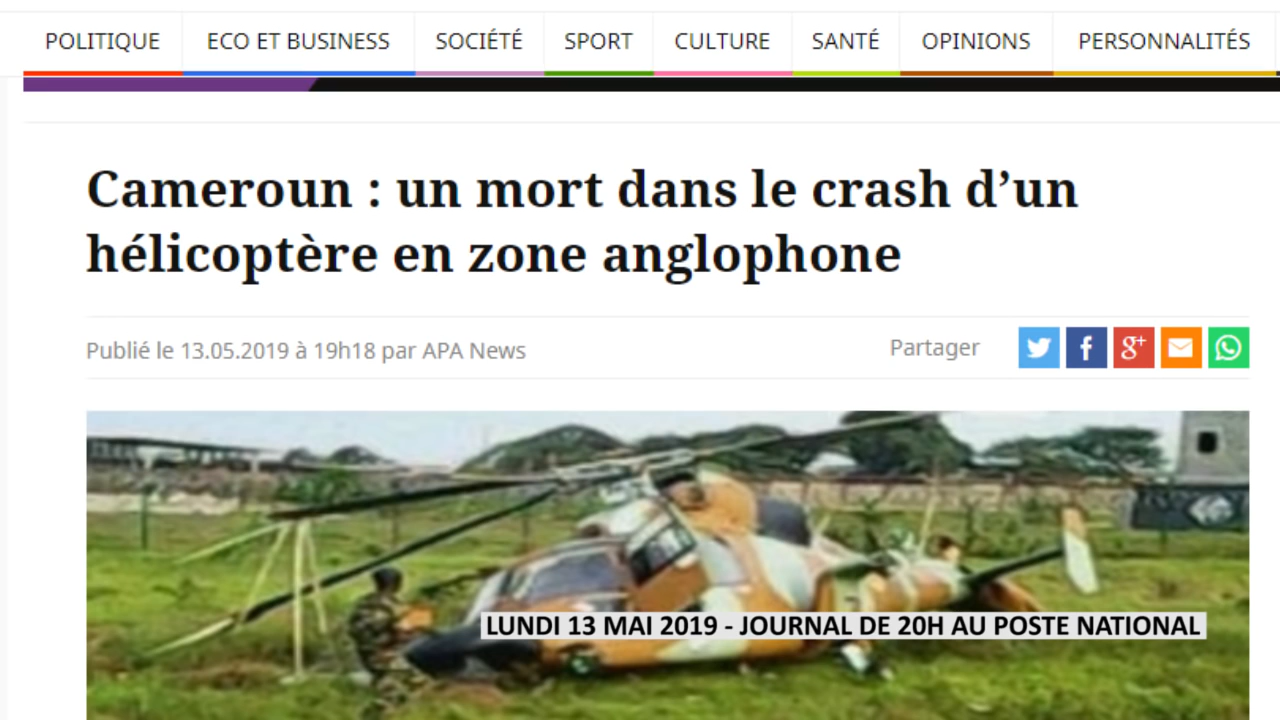 POLITIQUE ECO ET BUSINESS SOCIÉTÉ SPORT CULTURE SANTÉ OPINIONS PERSONNALITÉS
Cameroun : un mort dans le crash d’un
hélicoptère en zone anglophone
Publié le 13.05.2019 à 19h18 par APA News
Partager
LUNDI 13 MAI 2019 - JOURNAL DE 20H AU POSTE NATIONAL